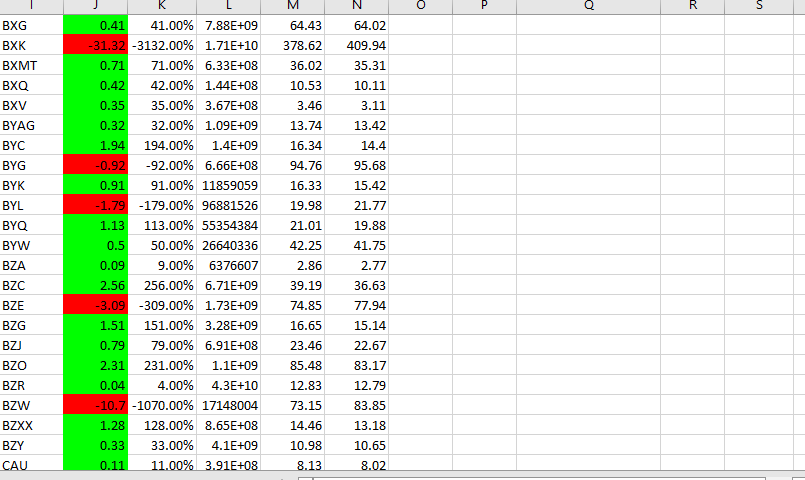 I J K L M N O P Q R S
BXG 0.41 41.00% 7.88E+09 64.43 64.02
BXK -31.32 -3132.00% 1.71E+10 378.62 409.94
BXMT 0.71 71.00% 6.33E+08 36.02 35.31
BXQ 0.42 42.00% 1.44E+08 10.53 10.11
BXV 0.35 35.00% 3.67E+08 3.46 3.11
BYAG 0.32 32.00% 1.09E+09 13.74 13.42
BYC 1.94 194.00% 1.4E+09 16.34 14.4
BYG -0.92 -92.00% 6.66E+08 94.76 95.68
BYK 0.91 91.00% 11859059 16.33 15.42
BYL -1.79 -179.00% 96881526 19.98 21.77
BYQ 1.13 113.00% 55354384 21.01 19.88
BYW 0.5 50.00% 26640336 42.25 41.75
BZA 0.09 9.00% 6376607 2.86 2.77
BZC 2.56 256.00% 6.71E+09 39.19 36.63
BZE -3.09 -309.00% 1.73E+09 74.85 77.94
BZG 1.51 151.00% 3.28E+09 16.65 15.14
BZJ 0.79 79.00% 6.91E+08 23.46 22.67
BZO 2.31 231.00% 1.1E+09 85.48 83.17
BZR 0.04 4.00% 4.3E+10 12.83 12.79
BZW -10.7 -1070.00% 17148004 73.15 83.85
BZXX 1.28 128.00% 8.65E+08 14.46 13.18
BZY 0.33 33.00% 4.1E+09 10.98 10.65
CAU 0.11 11.00% 3.91E+08 8.13 8.02